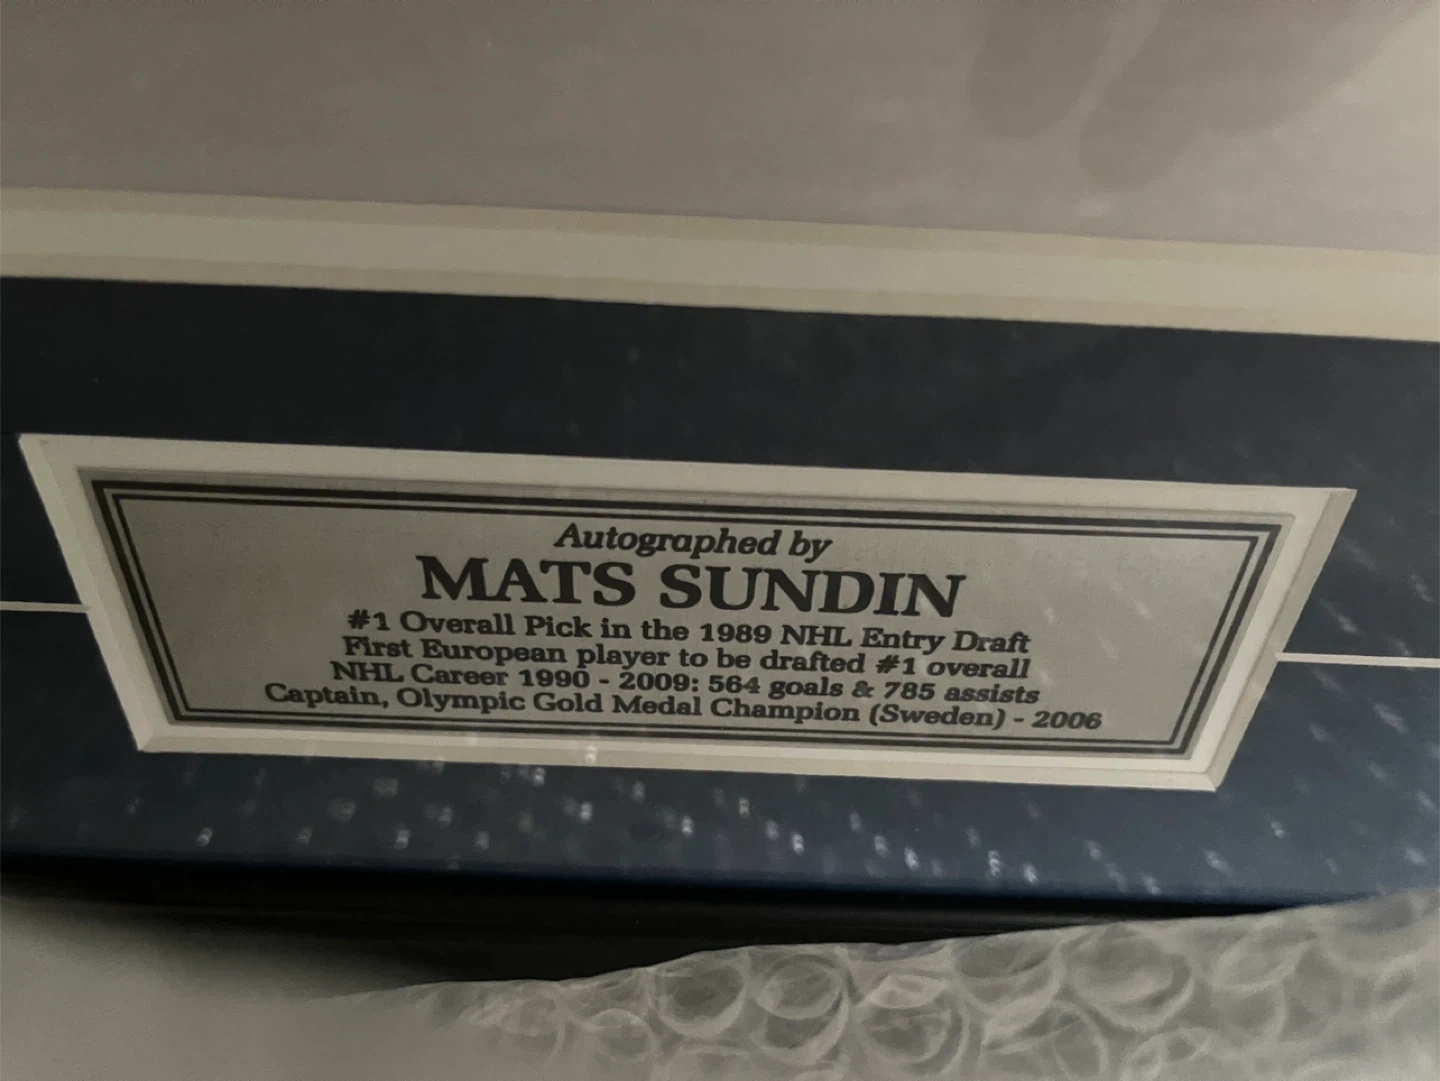 Autographed by
MATS SUNDIN
#1 Overall Pick in the 1989 NHL Entry Draft
First European player to be drafted #1 overall
NHL Career 1990 - 2009: 564 goals & 785 assists
Captain, Olympic Gold Medal Champion (Sweden) - 2006